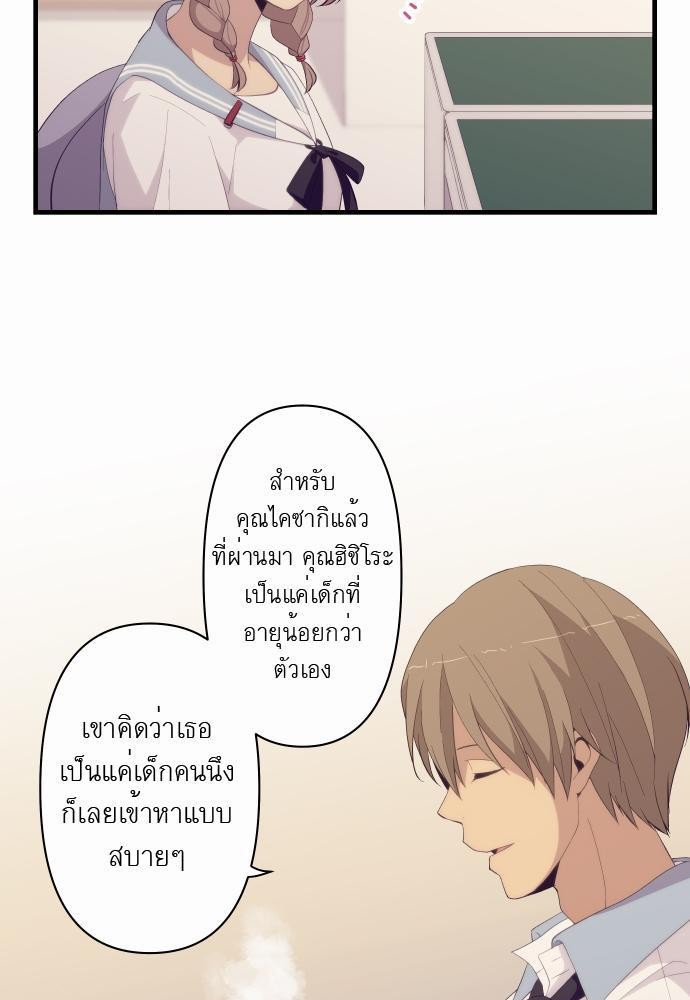 สำหรับ
คุณไคซากิแล้ว
ที่ผ่านมา คุณฮิชิโระ
เป็นแค่เด็กที่
อายุน้อยกว่า
ตัวเอง
เขาคิดว่าเธอ
เป็นแค่เด็กคนนึง
ก็เลยเข้าหาแบบ
สบายๆ